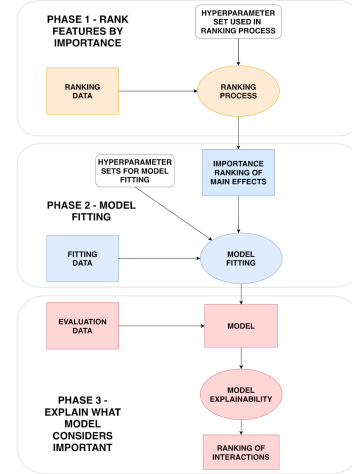 PHASE 1 - RANK
FEATURES BY
IMPORTANCE
HYPERPARAMETER
SET USED IN
RANKING PROCESS
RANKING
DATA
RANKING
PROCESS
HYPERPARAMETER
SETS FOR MODEL
FITTING
IMPORTANCE
RANKING OF
MAIN EFFECTS
PHASE 2 - MODEL
FITTING
FITTING
DATA
MODEL
FITTING
EVALUATION
DATA
MODEL
PHASE 3 -
EXPLAIN WHAT
MODEL
CONSIDERS
IMPORTANT
MODEL
EXPLAINABILITY
RANKING OF
INTERACTIONS